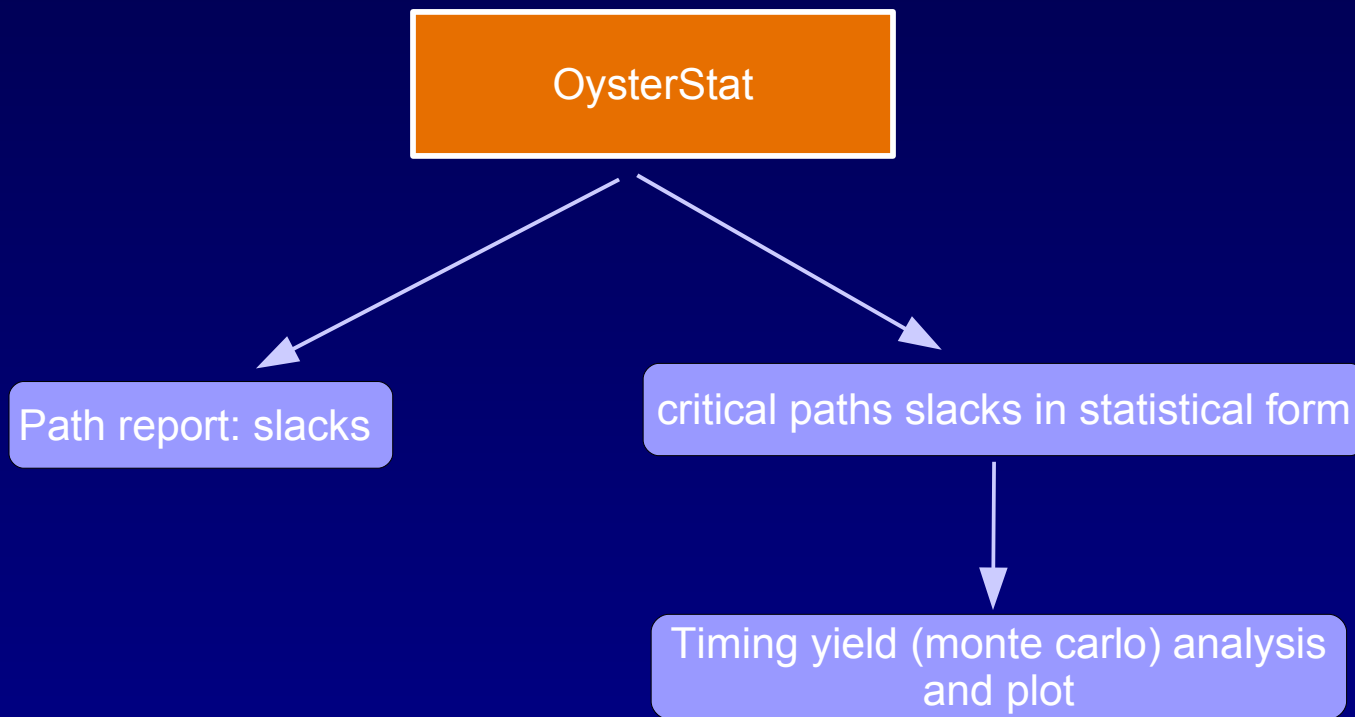 OysterStat
Path report: slacks
critical paths slacks in statistical form
Timing yield (monte carlo) analysis
and plot